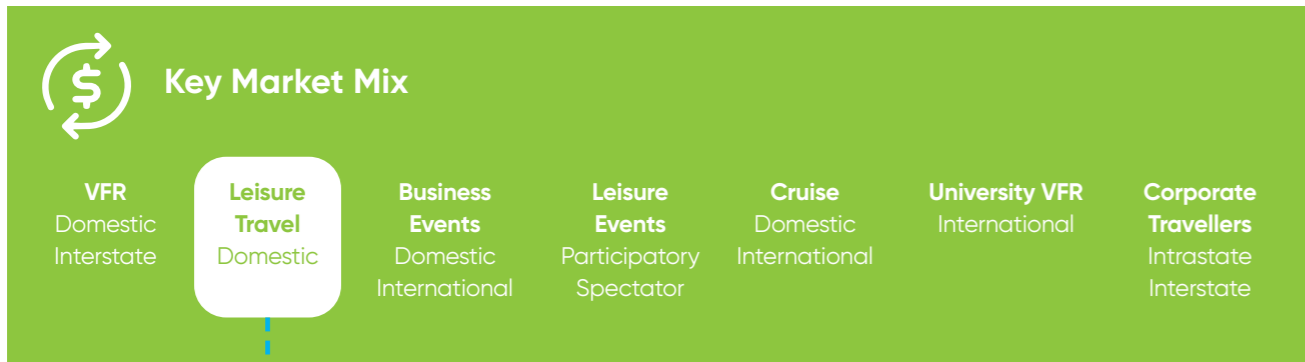 $
Key Market Mix
VFR
Domestic
Interstate
Leisure
Travel
Domestic
Business
Events
Domestic
International
Leisure
Events
Participatory
Spectator
Cruise
Domestic
International
University VFR
International
Corporate
Travellers
Intrastate
Interstate